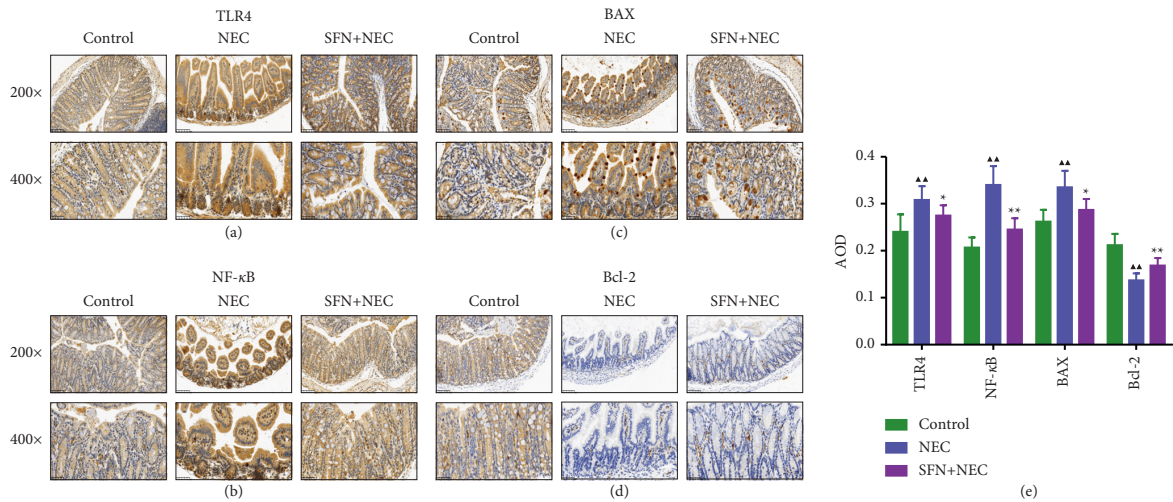 TLR4
Control NEC SFN+NEC
200×
400×
(a)
BAX
Control NEC SFN+NEC
(c)
NF-κB
Control NEC SFN+NEC
200×
400×
(b)
Bcl-2
Control NEC SFN+NEC
(d)
AOD
0.4
0.3
0.2
0.1
0.0
▲▲
*
▲▲
**
▲▲
*
▲▲
**
TLR4
NF-κB
BAX
Bcl-2
Control
NEC
SFN+NEC
(e)